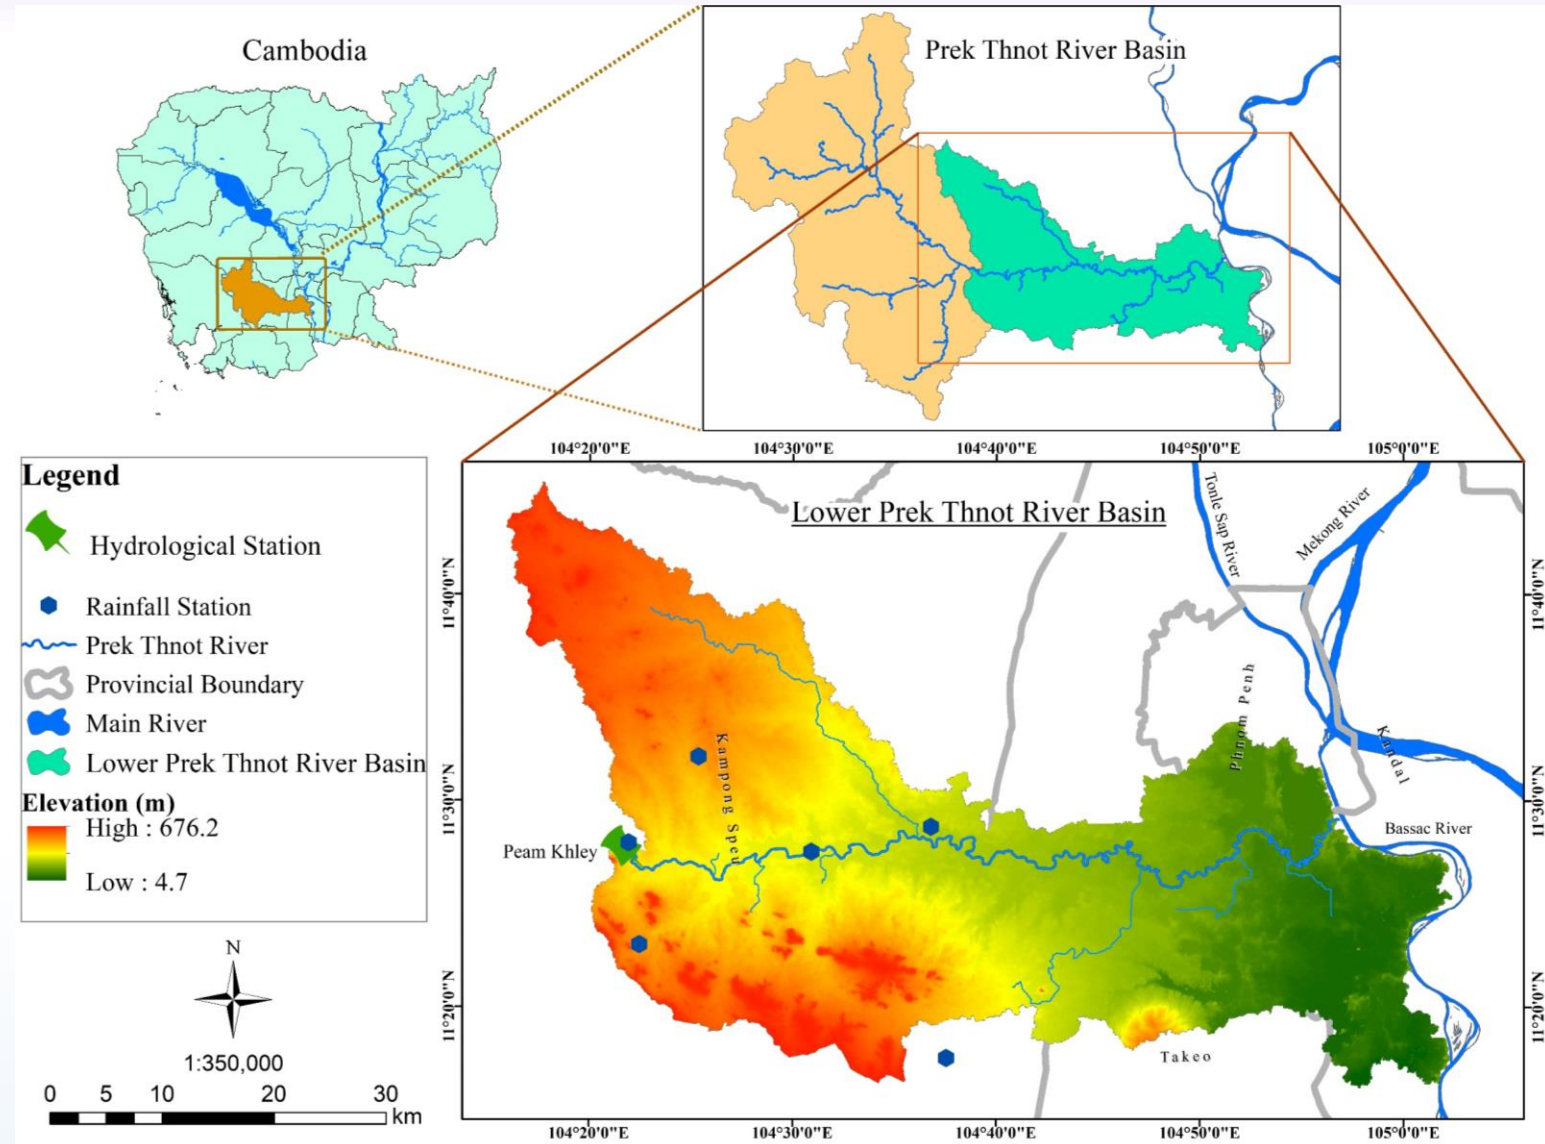 Cambodia
Prek Thnot River Basin
104°20'0"E
104°30'0"E
104°40'0"E
104°50'0"E
105°0'0"E
Lower Prek Thnot River Basin
Tonle Sap River
Mekong River
11°40'0"N
11°40'0"N
Phnom Penh
Kandal
Kampong Speu
11°30'0"N
11°30'0"N
Peam Khley
Bassac River
11°20'0"N
11°20'0"N
Takeo
104°20'0"E
104°30'0"E
104°40'0"E
104°50'0"E
105°0'0"E
Legend
Hydrological Station
Rainfall Station
Prek Thnot River
Provincial Boundary
Main River
Lower Prek Thnot River Basin
Elevation (m)
High : 676.2
Low : 4.7
N
1:350,000
0 5 10 20 30
km